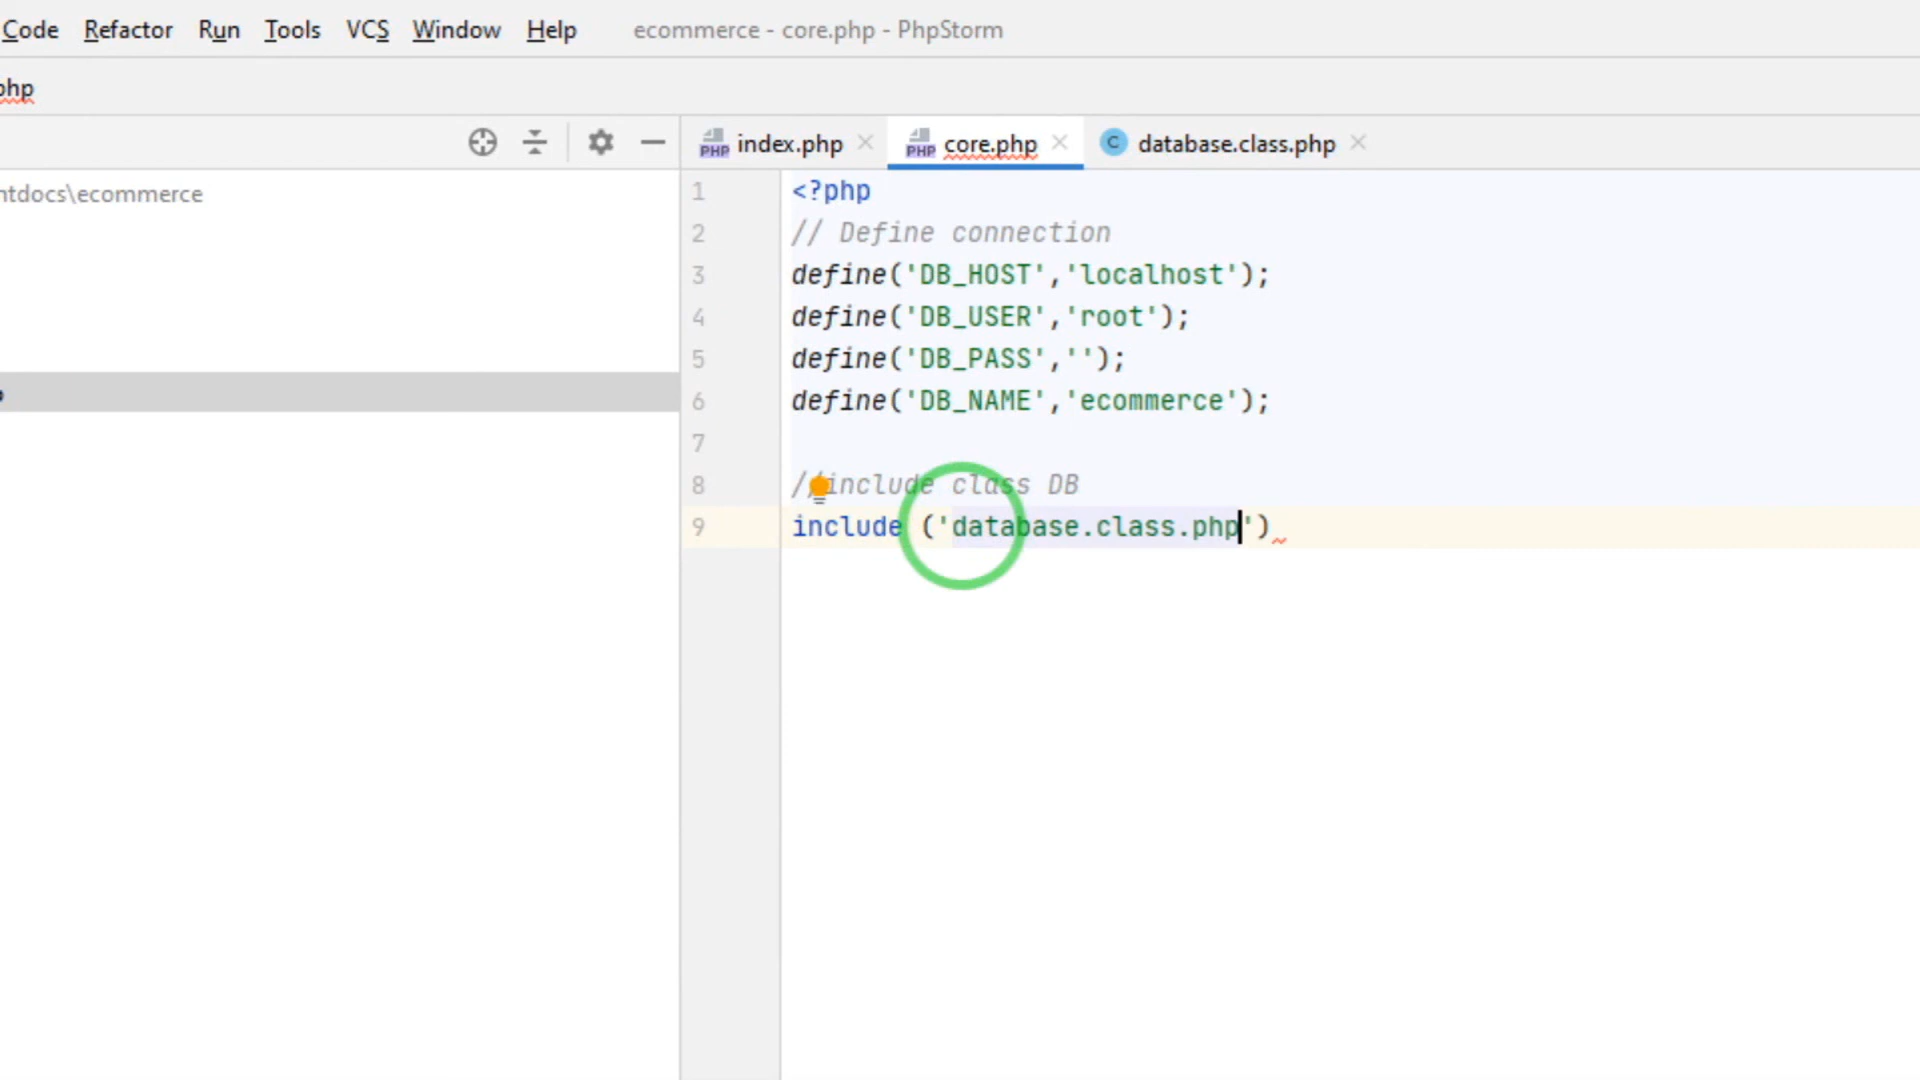 Code Refactor Run Tools VCS Window Help ecommerce - core.php - PhpStorm
php
index.php core.php database.class.php
htdocs\ecommerce
1 <?php
2 // Define connection
3 define('DB_HOST','localhost');
4 define('DB_USER','root');
5 define('DB_PASS','');
6 define('DB_NAME','ecommerce');
7
8 //include class DB
9 include ('database.class.php')